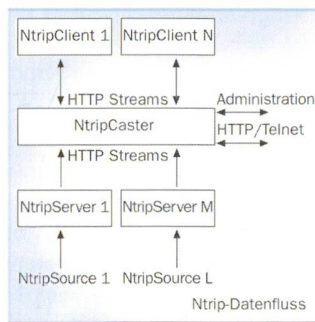 NtripClient 1 NtripClient N
HTTP Streams
Administration
NtripCaster
HTTP/Telnet
HTTP Streams
NtripServer 1 NtripServer M
NtripSource 1 NtripSource L
Ntrip-Datenfluss